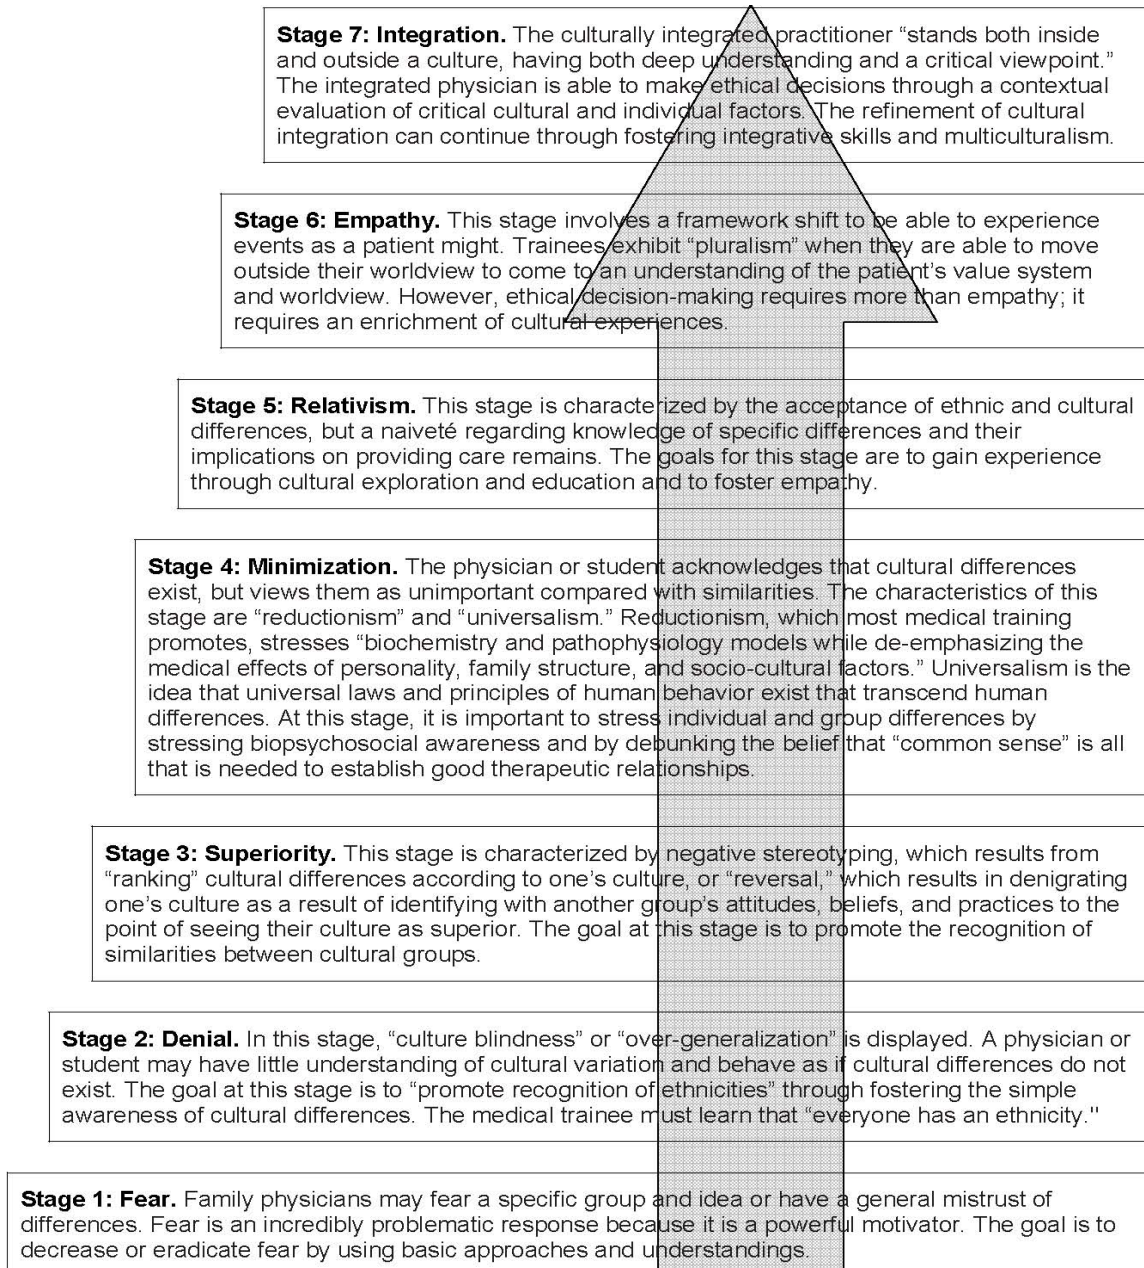 Stage 7: Integration. The culturally integrated practitioner “stands both inside
and outside a culture, having both deep understanding and a critical viewpoint.”
The integrated physician is able to make ethical decisions through a contextual
evaluation of critical cultural and individual factors. The refinement of cultural
integration can continue through fostering integrative skills and multiculturalism.
Stage 6: Empathy. This stage involves a framework shift to be able to experience
events as a patient might. Trainees exhibit “pluralism” when they are able to move
outside their worldview to come to an understanding of the patient’s value system
and worldview. However, ethical decision-making requires more than empathy; it
requires an enrichment of cultural experiences.
Stage 5: Relativism. This stage is characterized by the acceptance of ethnic and cultural
differences, but a naiveté regarding knowledge of specific differences and their
implications on providing care remains. The goals for this stage are to gain experience
through cultural exploration and education and to foster empathy.
Stage 4: Minimization. The physician or student acknowledges that cultural differences
exist, but views them as unimportant compared with similarities. The characteristics of this
stage are “reductionism” and “universalism.” Reductionism, which most medical training
promotes, stresses “biochemistry and pathophysiology models while de-emphasizing the
medical effects of personality, family structure, and socio-cultural factors.” Universalism is the
idea that universal laws and principles of human behavior exist that transcend human
differences. At this stage, it is important to stress individual and group differences by
stressing biopsychosocial awareness and by debunking the belief that “common sense” is all
that is needed to establish good therapeutic relationships.
Stage 3: Superiority. This stage is characterized by negative stereotyping, which results from
“ranking” cultural differences according to one’s culture, or “reversal,” which results in denigrating
one’s culture as a result of identifying with another group’s attitudes, beliefs, and practices to the
point of seeing their culture as superior. The goal at this stage is to promote the recognition of
similarities between cultural groups.
Stage 2: Denial. In this stage, “culture blindness” or “over-generalization” is displayed. A physician or
student may have little understanding of cultural variation and behave as if cultural differences do not
exist. The goal at this stage is to “promote recognition of ethnicities” through fostering the simple
awareness of cultural differences. The medical trainee must learn that “everyone has an ethnicity."
Stage 1: Fear. Family physicians may fear a specific group and idea or have a general mistrust of
differences. Fear is an incredibly problematic response because it is a powerful motivator. The goal is to
decrease or eradicate fear by using basic approaches and understandings.